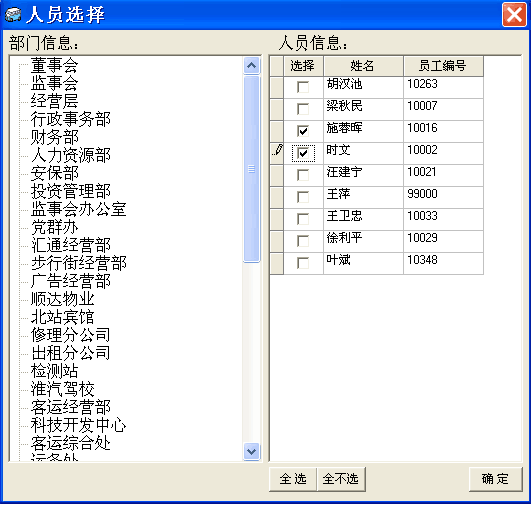 人员选择
部门信息：
董事会
监事会
经营层
行政事务部
财务部
人力资源部
安保部
投资管理部
监事会办公室
党群办
汇通经营部
步行街经营部
广告经营部
顺达物业
北站宾馆
修理分公司
出租分公司
检测站
淮汽驾校
客运经营部
科技开发中心
客运综合处
运务处
人员信息：
选择 姓名 员工编号
胡汉池 10263
梁秋民 10007
施蓉晖 10016
时文 10002
汪建宁 10021
王萍 99000
王卫忠 10033
徐利平 10029
叶斌 10348
全选 全不选 确定